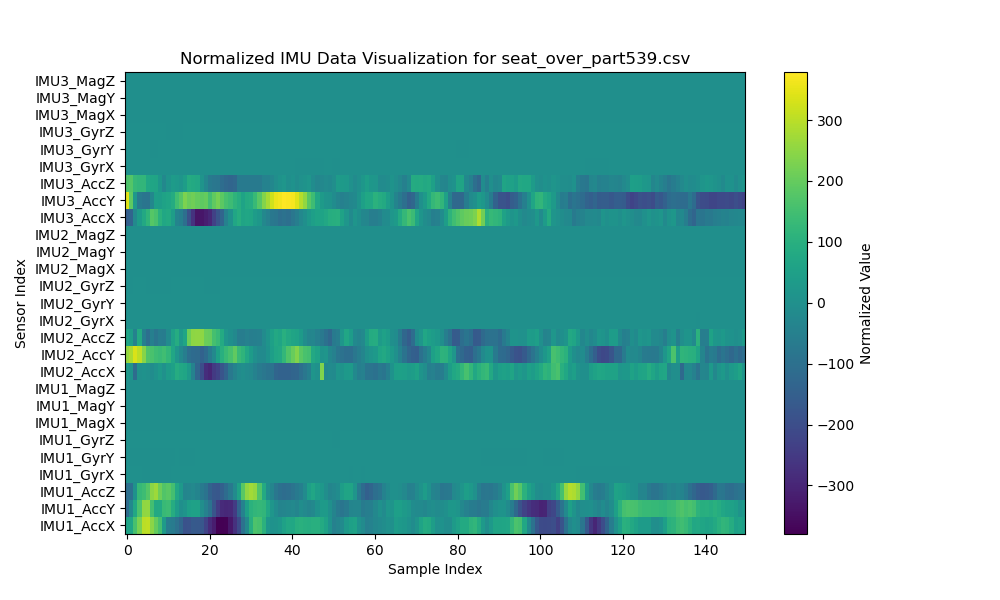 Normalized IMU Data Visualization for seat_over_part539.csv
IMU3_MagZ
IMU3_MagY
IMU3_MagX
IMU3_GyrZ
IMU3_GyrY
IMU3_GyrX
IMU3_AccZ
IMU3_AccY
IMU3_AccX
IMU2_MagZ
IMU2_MagY
IMU2_MagX
IMU2_GyrZ
IMU2_GyrY
IMU2_GyrX
IMU2_AccZ
IMU2_AccY
IMU2_AccX
IMU1_MagZ
IMU1_MagY
IMU1_MagX
IMU1_GyrZ
IMU1_GyrY
IMU1_GyrX
IMU1_AccZ
IMU1_AccY
IMU1_AccX
Sensor Index
0 20 40 60 80 100 120 140
Sample Index
300
200
100
0
−100
−200
−300
Normalized Value